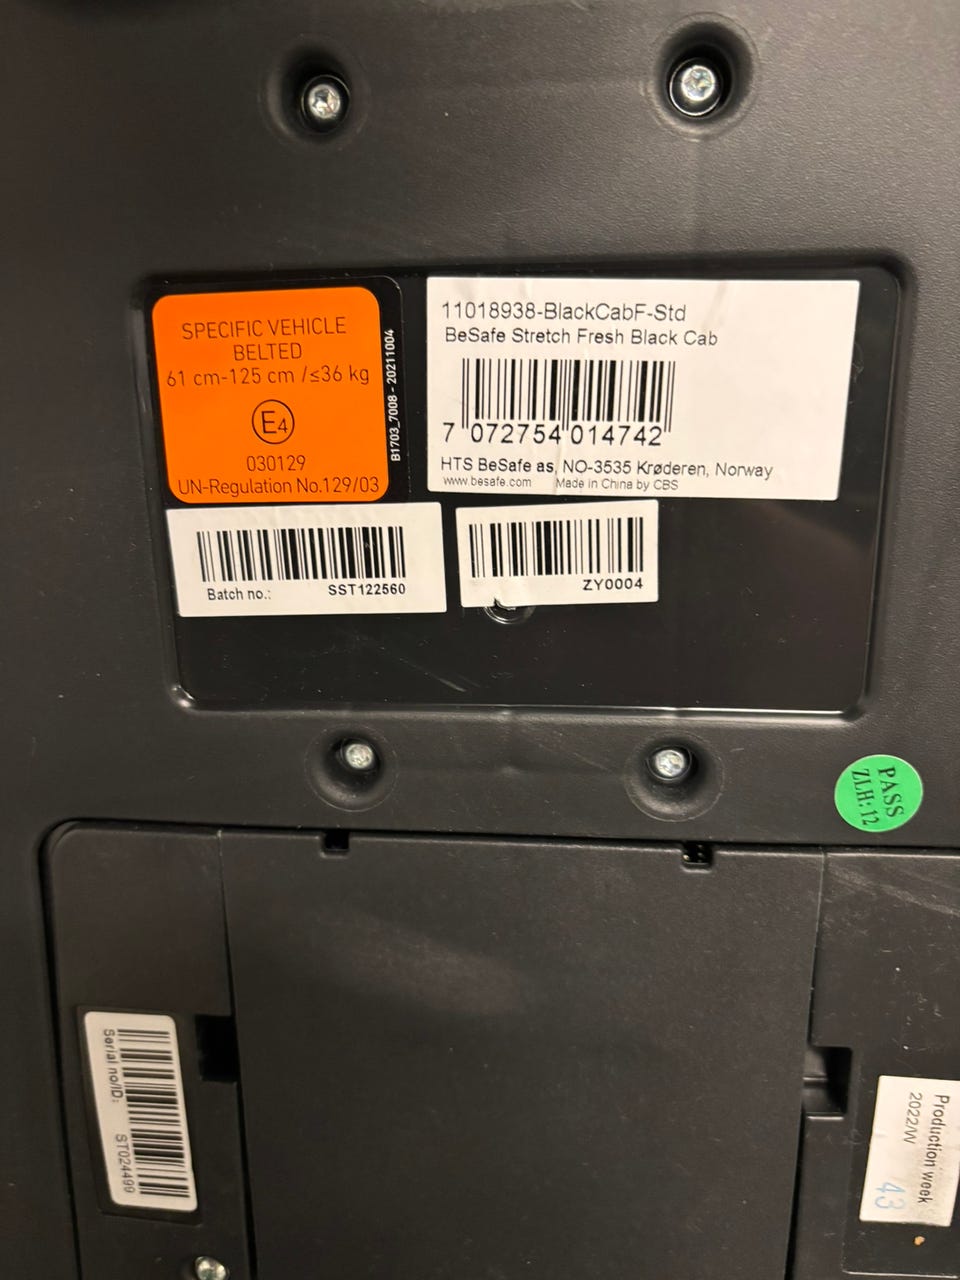 SPECIFIC VEHICLE
BELTED
61 cm-125 cm /≤36 kg
E4
030129
UN-Regulation No.129/03
B1703_7008 - 20211004
11018938-BlackCabF-Std
BeSafe Stretch Fresh Black Cab
7 072754 014742
HTS BeSafe as, NO-3535 Krøderen, Norway
www.besafe.com Made in China by CBS
Batch no.: SST122560
ZY0004
PASS
ZLH:12
Serial no/ID: ST024499
Production week
2022/W 43